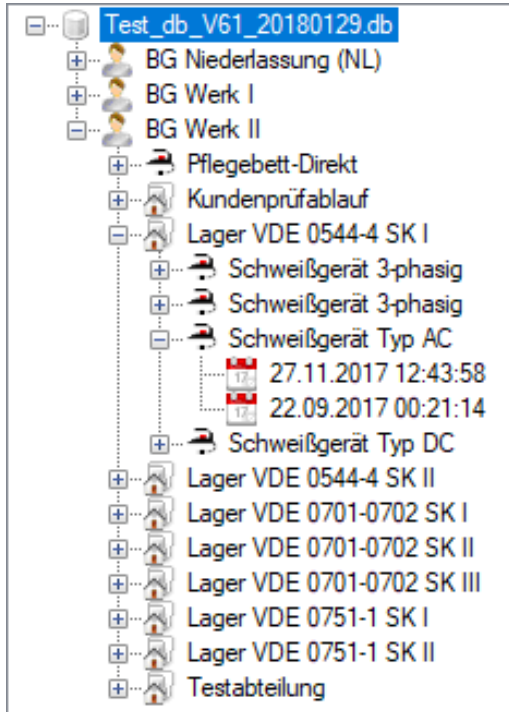 Test_db_V61_20180129.db
BG Niederlassung (NL)
BG Werk I
BG Werk II
Pflegebett-Direkt
Kundenprüfablauf
Lager VDE 0544-4 SK I
Schweißgerät 3-phasig
Schweißgerät 3-phasig
Schweißgerät Typ AC
27.11.2017 12:43:58
22.09.2017 00:21:14
Schweißgerät Typ DC
Lager VDE 0544-4 SK II
Lager VDE 0701-0702 SK I
Lager VDE 0701-0702 SK II
Lager VDE 0701-0702 SK III
Lager VDE 0751-1 SK I
Lager VDE 0751-1 SK II
Testabteilung